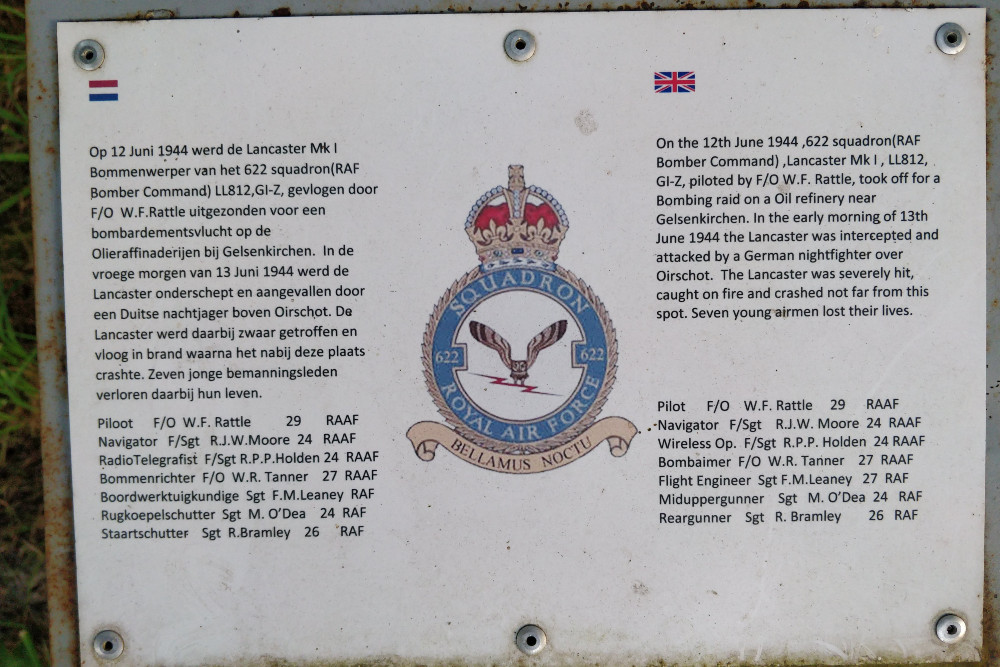 Op 12 Juni 1944 werd de Lancaster Mk I
Bommenwerper van het 622 squadron(RAF
Bomber Command) LL812,GI-Z, gevlogen door
F/O W.F.Rattle uitgezonden voor een
bombardementsvlucht op de
Olieraffinaderijen bij Gelsenkirchen. In de
vroege morgen van 13 Juni 1944 werd de
Lancaster onderschept en aangevallen door
een Duitse nachtjager boven Oirschot. De
Lancaster werd daarbij zwaar getroffen en
vloog in brand waarna het nabij deze plaats
crashte. Zeven jonge bemanningsleden
verloren daarbij hun leven.
Piloot F/O W.F. Rattle 29 RAAF
Navigator F/Sgt R.J.W.Moore 24 RAAF
RadioTelegrafist F/Sgt R.P.P.Holden 24 RAAF
Bommenrichter F/O W.R. Tanner 27 RAAF
Boordwerktuigkundige Sgt F.M.Leaney RAF
Rugkoepelschutter Sgt M. O'Dea 24 RAF
Staartschutter Sgt R.Bramley 26 RAF
SQUADRON
622 622
ROYAL AIR FORCE
BELLAMUS NOCTU
On the 12th June 1944 ,622 squadron(RAF
Bomber Command) ,Lancaster Mk I , LL812,
GI-Z, piloted by F/O W.F. Rattle, took off for a
Bombing raid on a Oil refinery near
Gelsenkirchen. In the early morning of 13th
June 1944 the Lancaster was intercepted and
attacked by a German nightfighter over
Oirschot. The Lancaster was severely hit,
caught on fire and crashed not far from this
spot. Seven young airmen lost their lives.
Pilot F/O W.F. Rattle 29 RAAF
Navigator F/Sgt R.J.W. Moore 24 RAAF
Wireless Op. F/Sgt R.P.P. Holden 24 RAAF
Bombaimer F/O W.R. Tanner 27 RAAF
Flight Engineer Sgt F.M.Leaney 27 RAF
Miduppergunner Sgt M. O'Dea 24 RAF
Reargunner Sgt R. Bramley 26 RAF